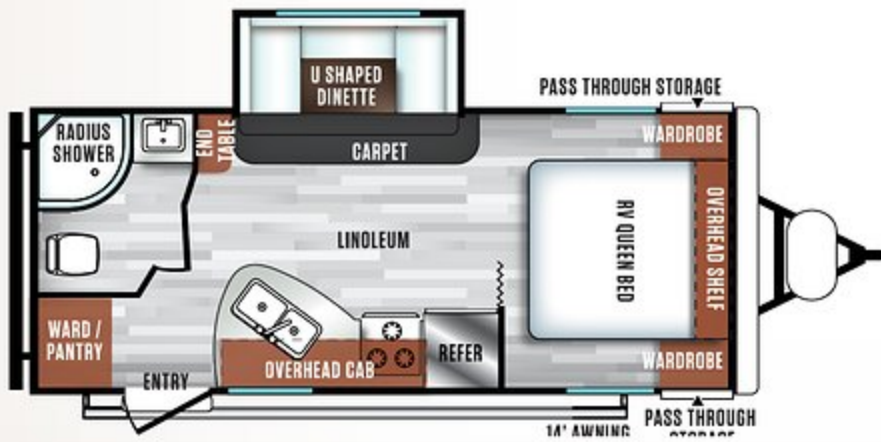 U SHAPED
DINETTE
PASS THROUGH STORAGE
RADIUS
SHOWER
END
TABLE
CARPET
WARDROBE
LINOLEUM
RV QUEEN BED
OVERHEAD SHELF
WARD /
PANTRY
ENTRY
OVERHEAD CAB
REFER
WARDROBE
14' AWNING
PASS THROUGH
STORAGE